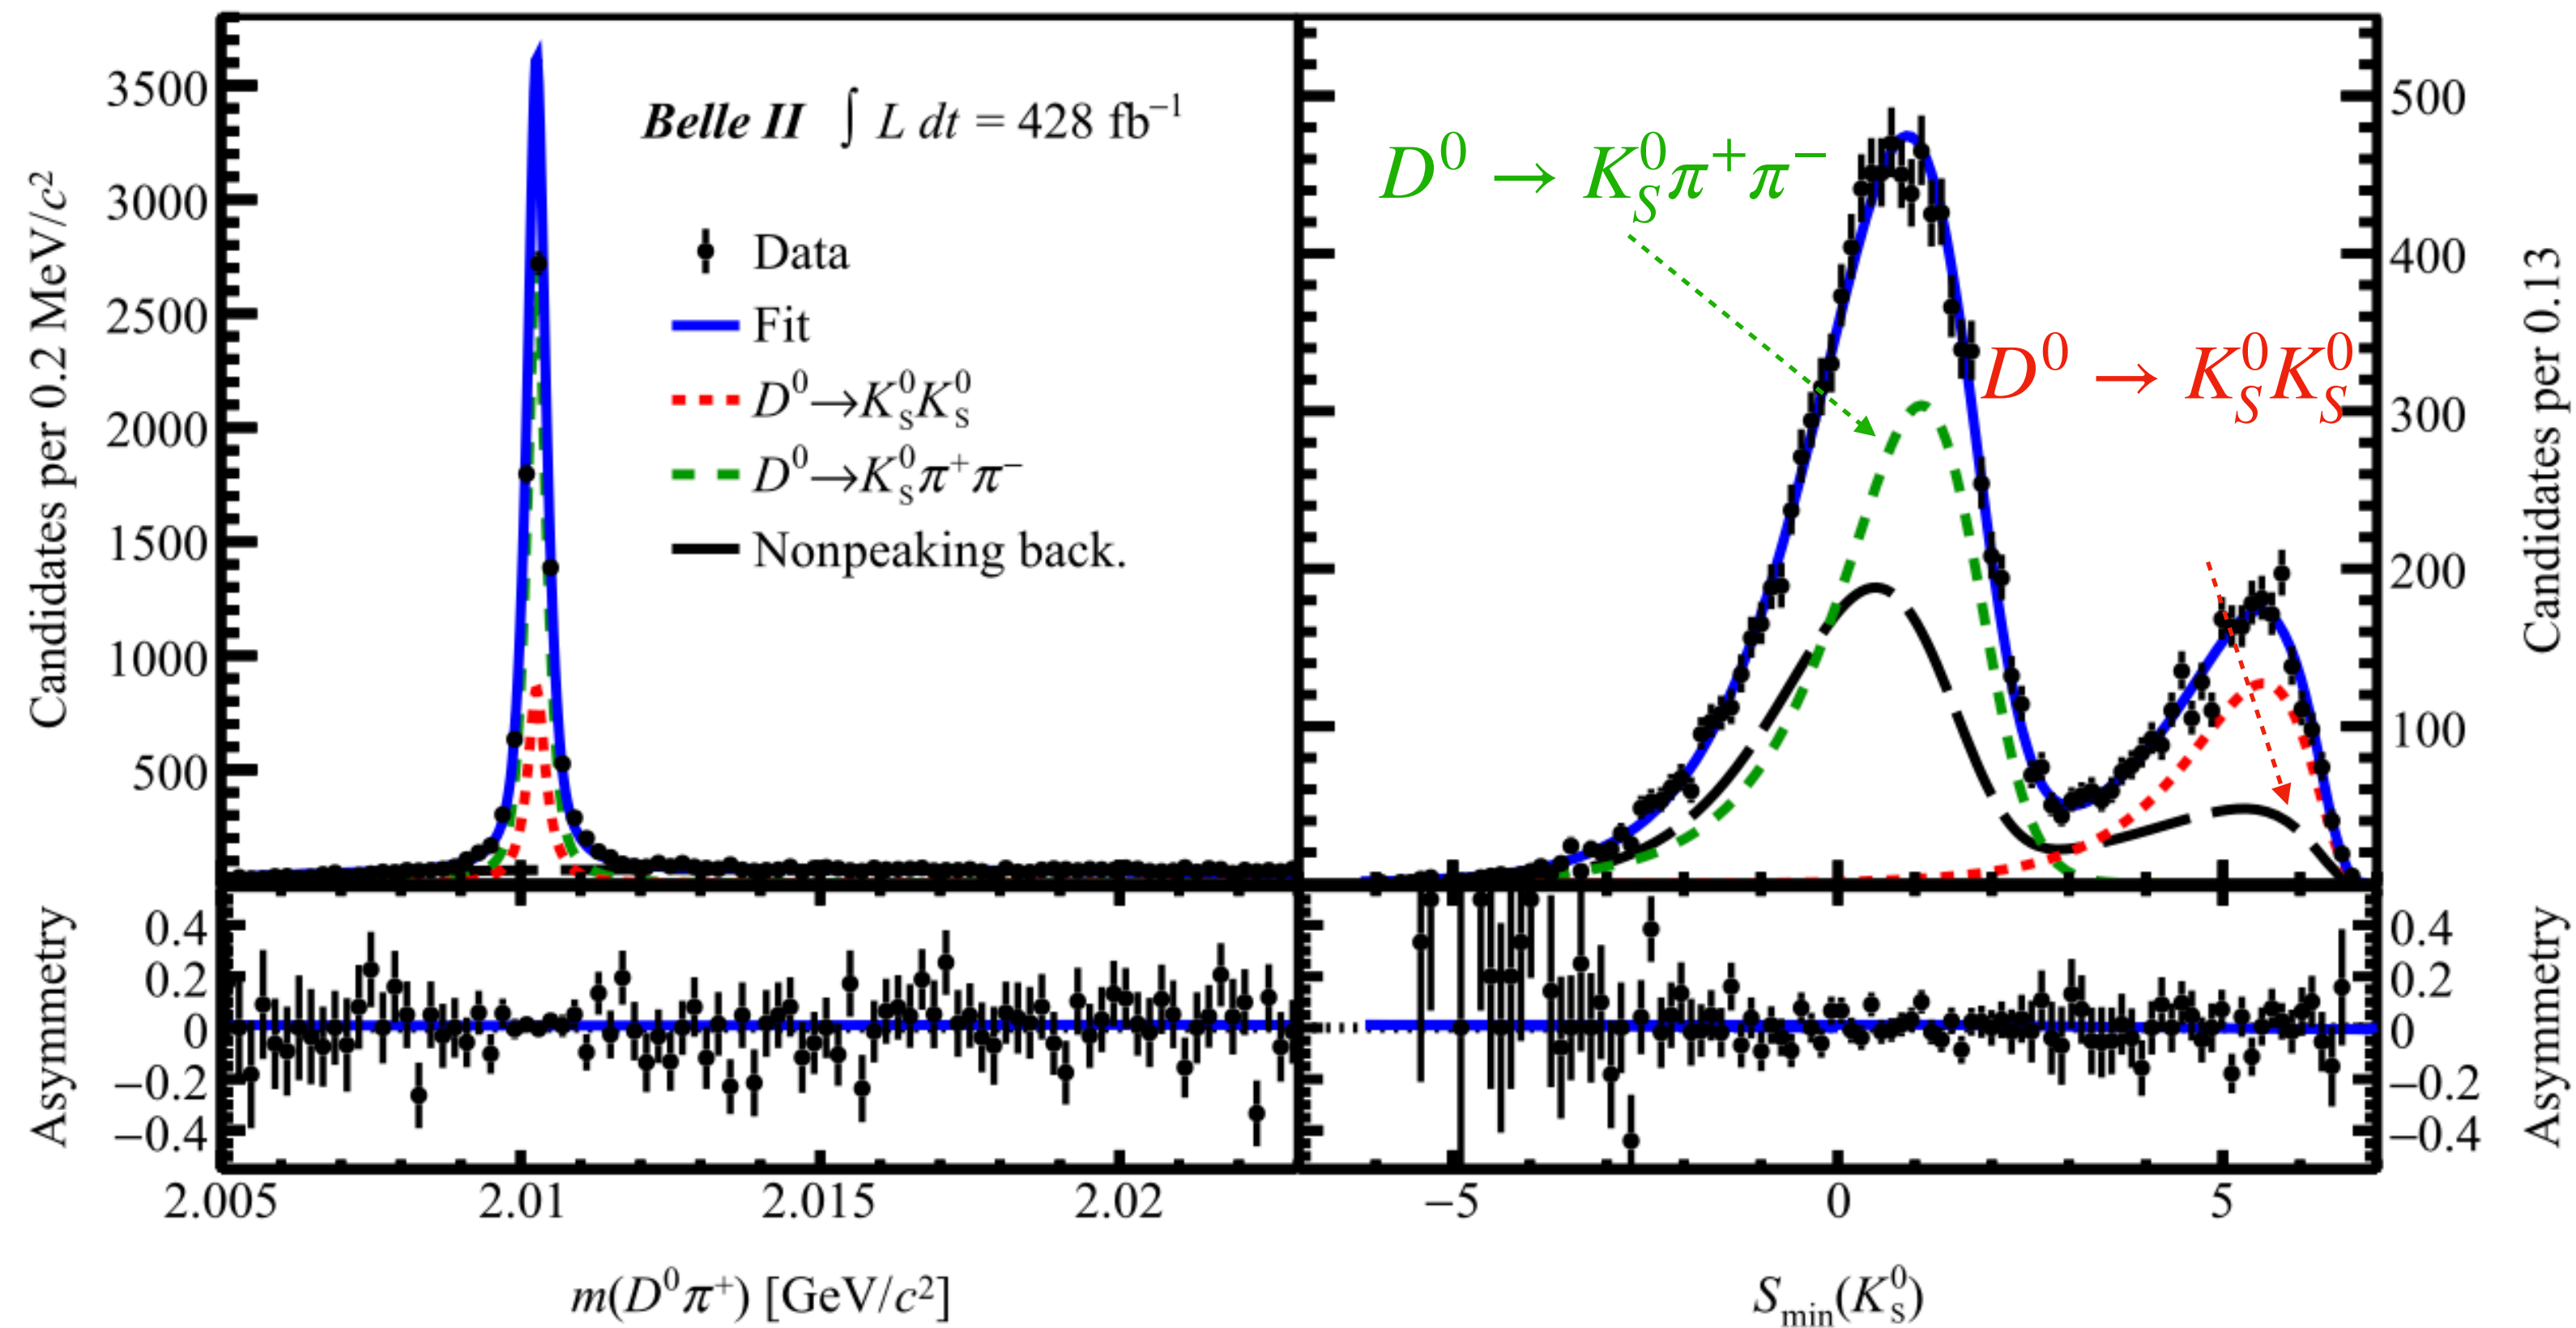 Candidates per 0.2 MeV/c²
3500
3000
2500
2000
1500
1000
500
Belle II ∫ L dt = 428 fb⁻¹
Data
Fit
D⁰→K⁰SK⁰S
D⁰→K⁰Sπ⁺π⁻
Nonpeaking back.
D⁰ → K⁰Sπ⁺π⁻
D⁰ → K⁰SK⁰S
500
400
300
200
100
Candidates per 0.13
Asymmetry
0.4
0.2
0
−0.2
−0.4
0.4
0.2
0
−0.2
−0.4
Asymmetry
2.005 2.01 2.015 2.02
−5 0 5
m(D⁰π⁺) [GeV/c²]
Smin(K⁰S)